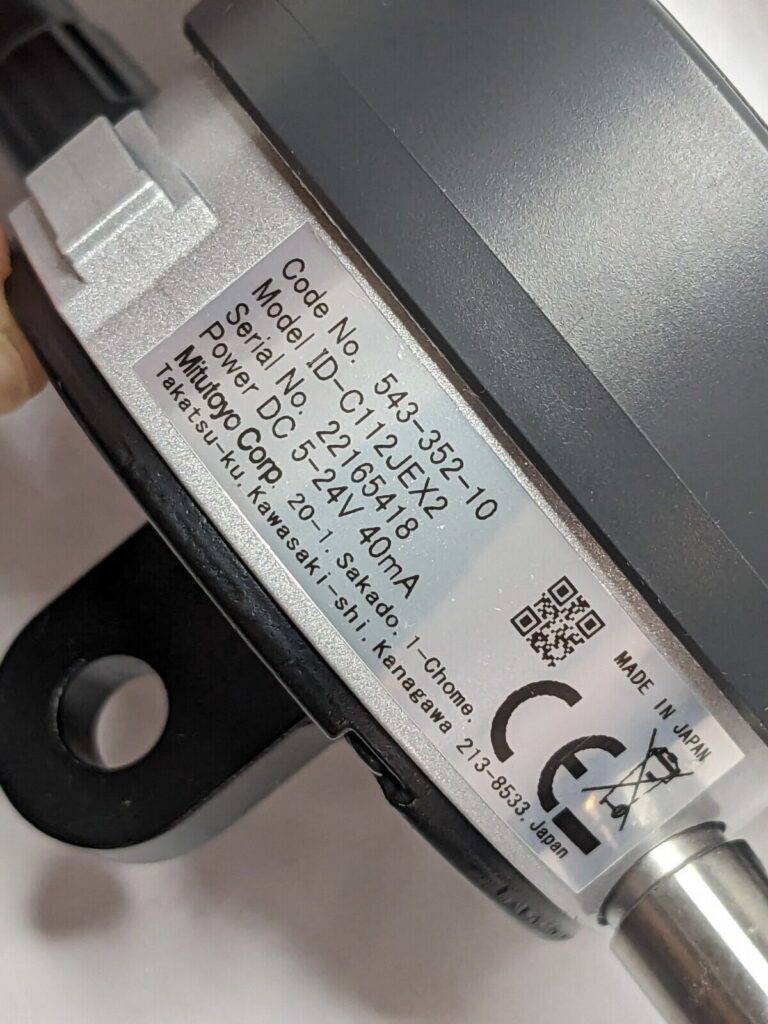 Code No. 543-352-10
Model ID-C112JEX2
Serial No. 22165418
Power DC 5-24V 40mA
Mitutoyo Corp. 20-1, Sakado, 1-Chome,
Takatsu-ku, Kawasaki-shi, Kanagawa 213-8533, Japan
MADE IN JAPAN
CE